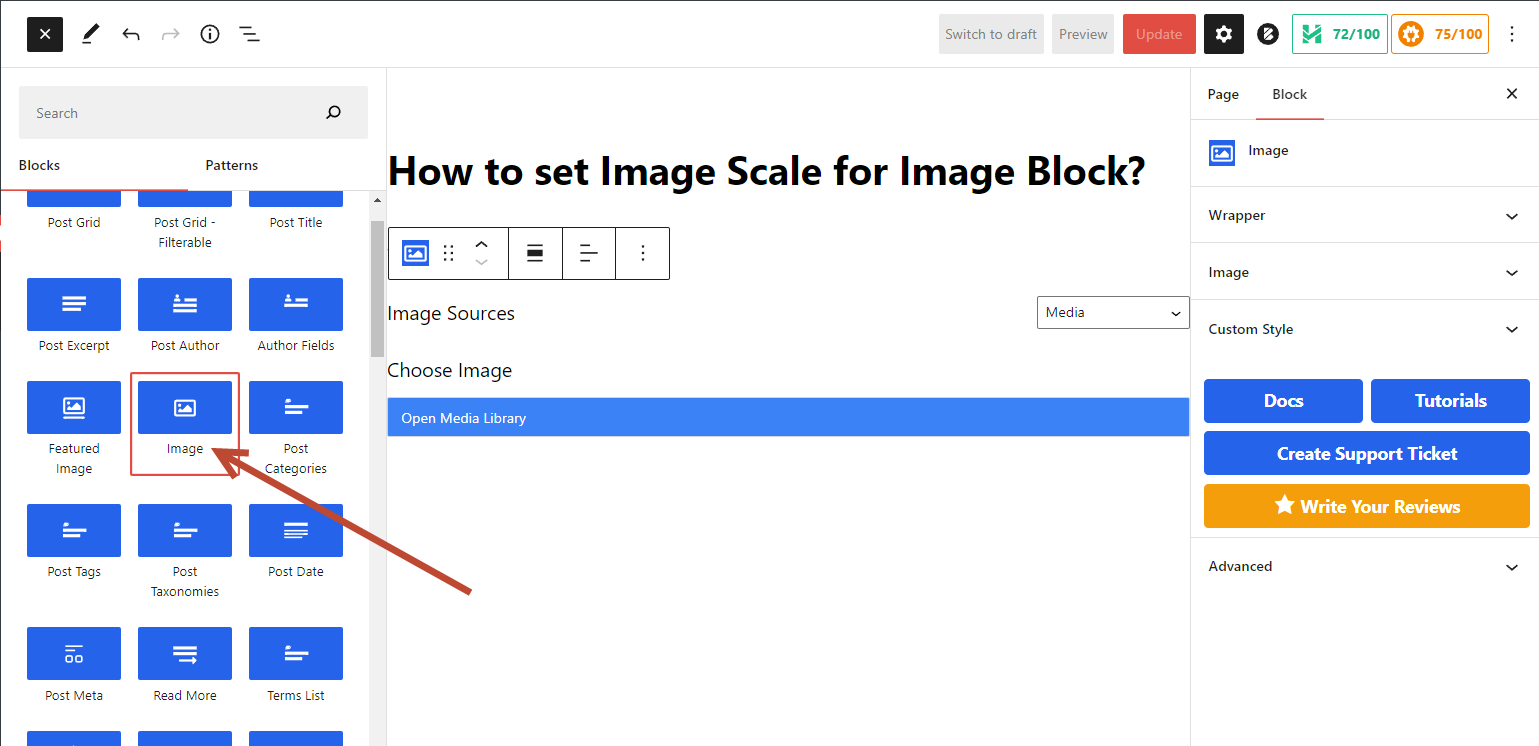 Switch to draft
Preview
Update
72/100
75/100
Search
Blocks
Patterns
Post Grid
Post Grid -
Filterable
Post Title
Post Excerpt
Post Author
Author Fields
Featured
Image
Image
Post
Categories
Post Tags
Post
Taxonomies
Post Date
Post Meta
Read More
Terms List
How to set Image Scale for Image Block?
Image Sources
Media
Choose Image
Open Media Library
Page
Block
Image
Wrapper
Image
Custom Style
Docs
Tutorials
Create Support Ticket
Write Your Reviews
Advanced